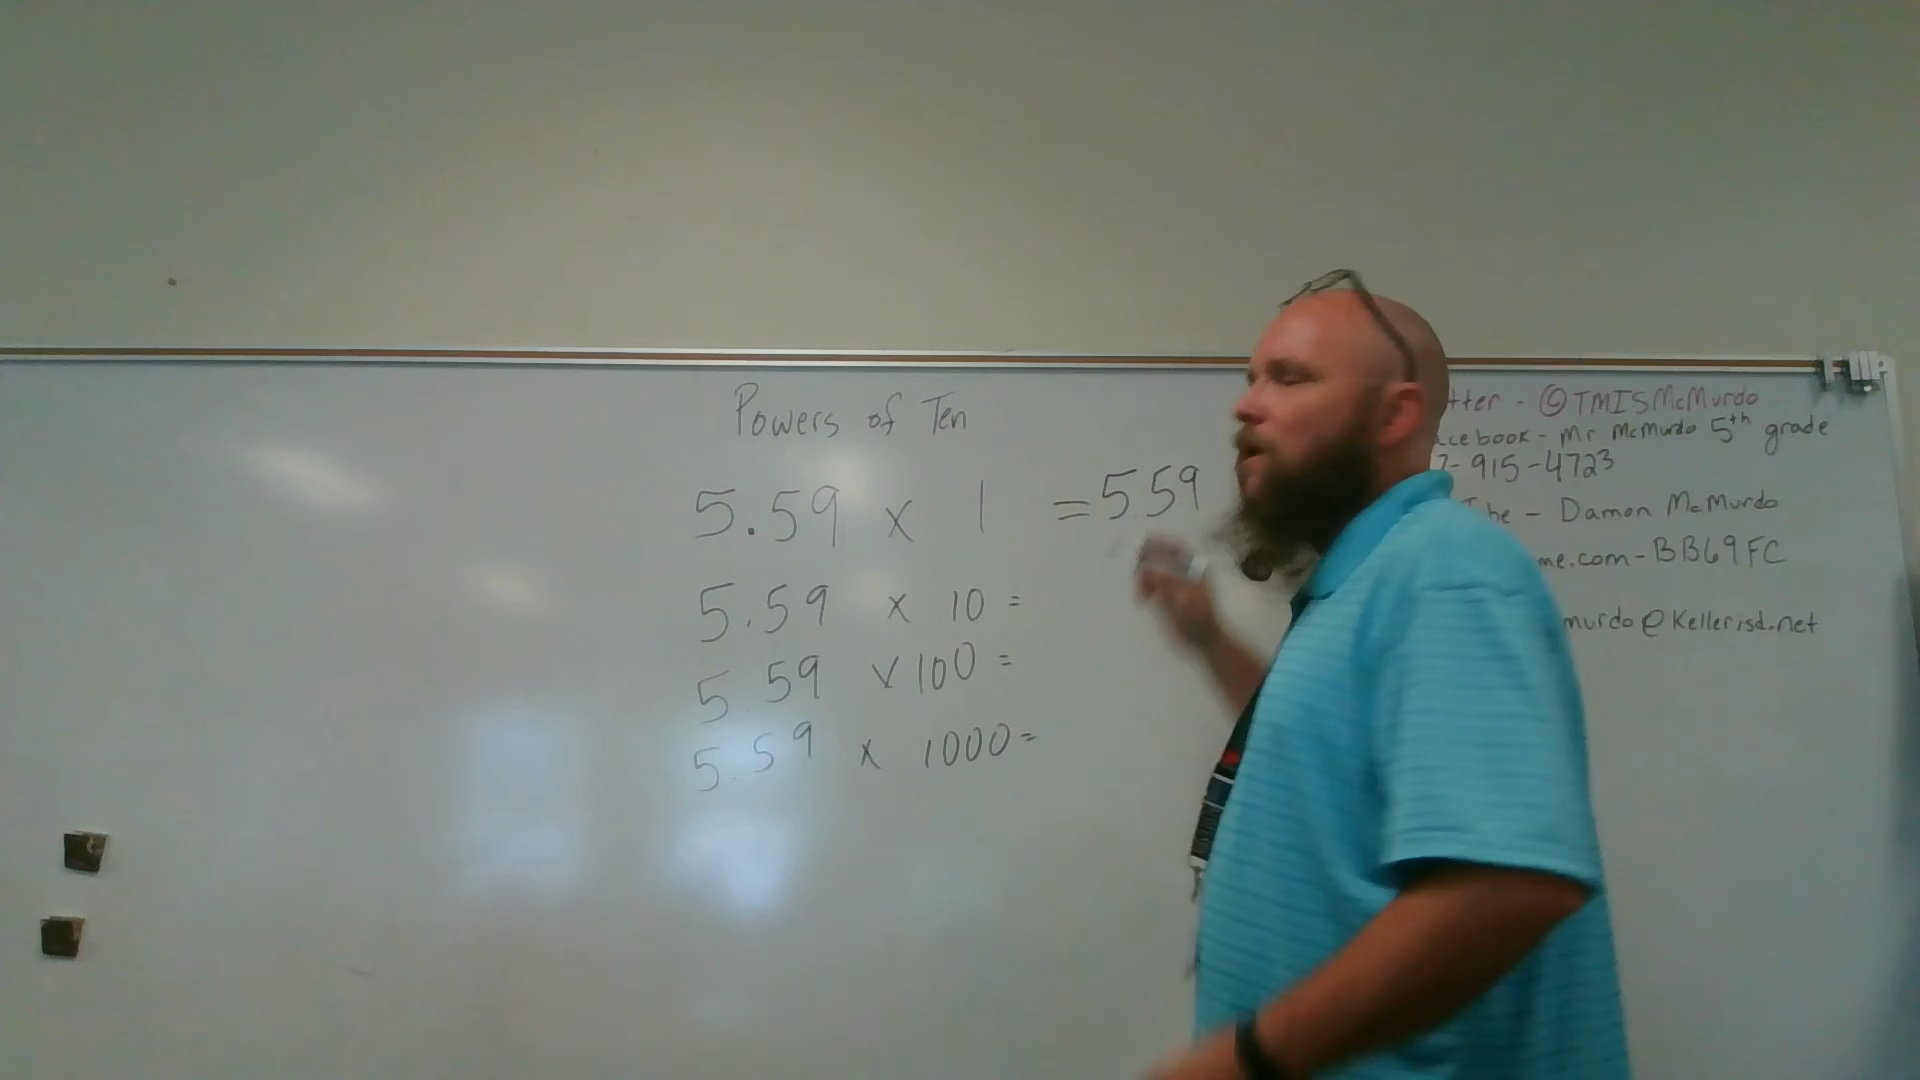 Powers of Ten
5.59 x 1 = 5.59
5.59 x 10 =
5.59 x 100 =
5.59 x 1000 =
tter - @TMISMcMurdo
acebook - Mr McMurdo 5th grade
7-915-4723
be - Damon McMurdo
me.com - BB69FC
murdo@Kellerisd.net